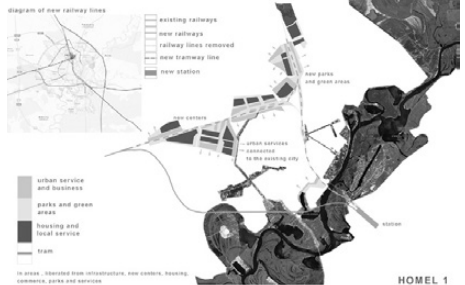 diagram of new railway lines
existing railways
new railways
railway lines removed
new tramway line
new station
new parks
and green areas
new centers
urban services
connected
to the existing city
urban service
and business
parks and green
areas
housing and
local service
tram
station
In areas , liberated from infrastructure, new centers, housing,
commerce, parks and services
HOMEL 1